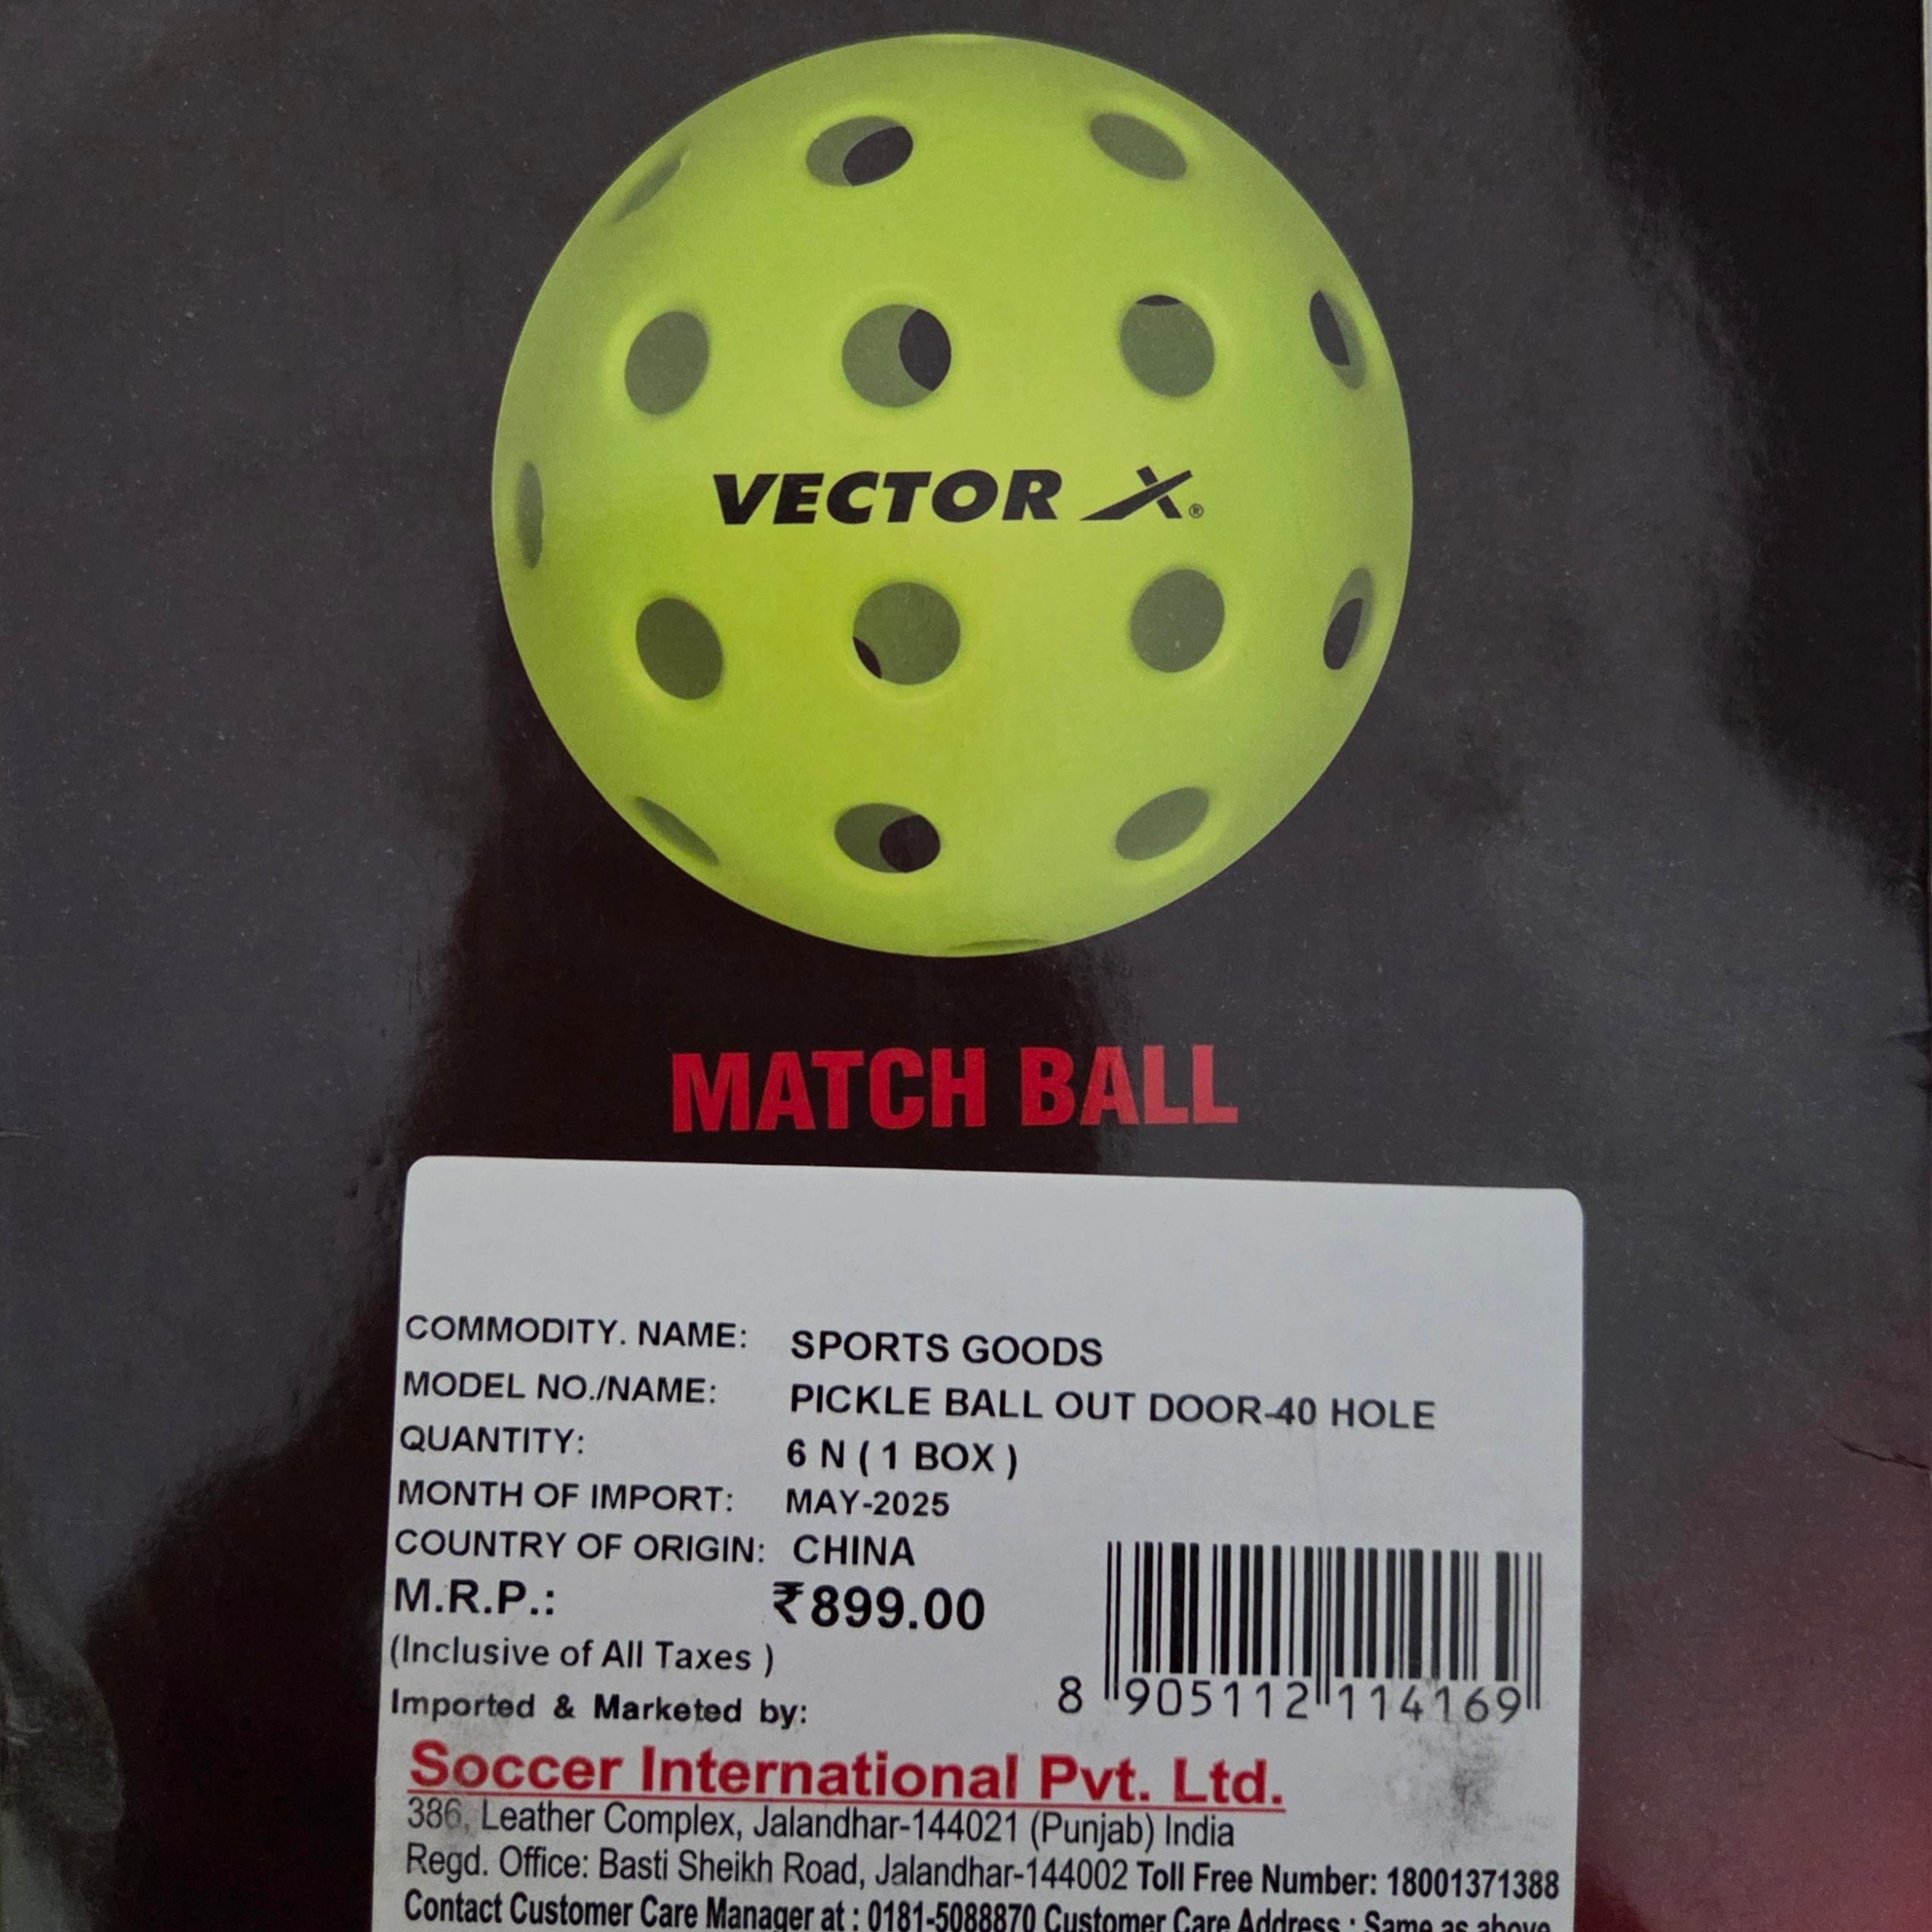 VECTOR X®
MATCH BALL
COMMODITY. NAME: SPORTS GOODS
MODEL NO./NAME: PICKLE BALL OUT DOOR-40 HOLE
QUANTITY: 6 N ( 1 BOX )
MONTH OF IMPORT: MAY-2025
COUNTRY OF ORIGIN: CHINA
M.R.P.: ₹899.00
(Inclusive of All Taxes )
Imported & Marketed by:
8 905112 114169
Soccer International Pvt. Ltd.
386, Leather Complex, Jalandhar-144021 (Punjab) India
Regd. Office: Basti Sheikh Road, Jalandhar-144002 Toll Free Number: 18001371388
Contact Customer Care Manager at : 0181-5088870 Customer Care Address : Same as above